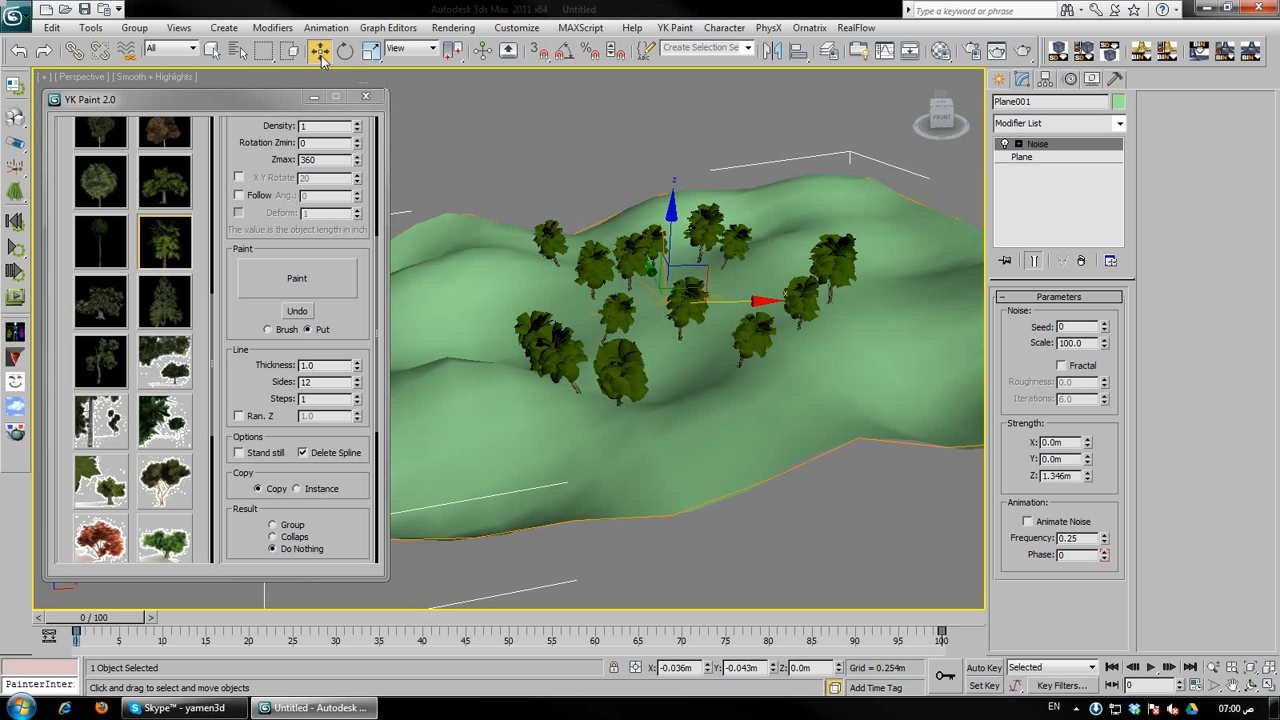 Autodesk 3ds Max 2011 x64 Untitled
Type a keyword or phrase
Edit Tools Group Views Create Modifiers Animation Graph Editors Rendering Customize MAXScript Help YK Paint Character PhysX Ornatrix RealFlow
All View Create Selection Se
[ + ] [ Perspective ] [ Smooth + Highlights ]
YK Paint 2.0
Density: 1
Rotation Zmin: 0
Zmax: 360
X Y Rotate 20
Follow Ang.: 0
Deform: 1
The value is the object length in inch
Paint
Paint
Undo
Brush Put
Line
Thickness: 1.0
Sides: 12
Steps: 1
Ran. Z 1.0
Options
Stand still Delete Spline
Copy
Copy Instance
Result
Group
Collaps
Do Nothing
z
x
FRONT
Plane001
Modifier List
Noise
Plane
Parameters
Noise:
Seed: 0
Scale: 100.0
Fractal
Roughness: 0.0
Iterations: 6.0
Strength:
X: 0.0m
Y: 0.0m
Z: 1.346m
Animation:
Animate Noise
Frequency: 0.25
Phase: 0
0 / 100
0 5 10 15 20 25 30 35 40 45 50 55 60 65 70 75 80 85 90 95 100
1 Object Selected X: -0.036m Y: -0.043m Z: 0.0m Grid = 0.254m Auto Key Selected
PainterInter Click and drag to select and move objects Add Time Tag Set Key Key Filters... 0
Skype™ - yamen3d Untitled - Autodesk ... EN 07:00 ص